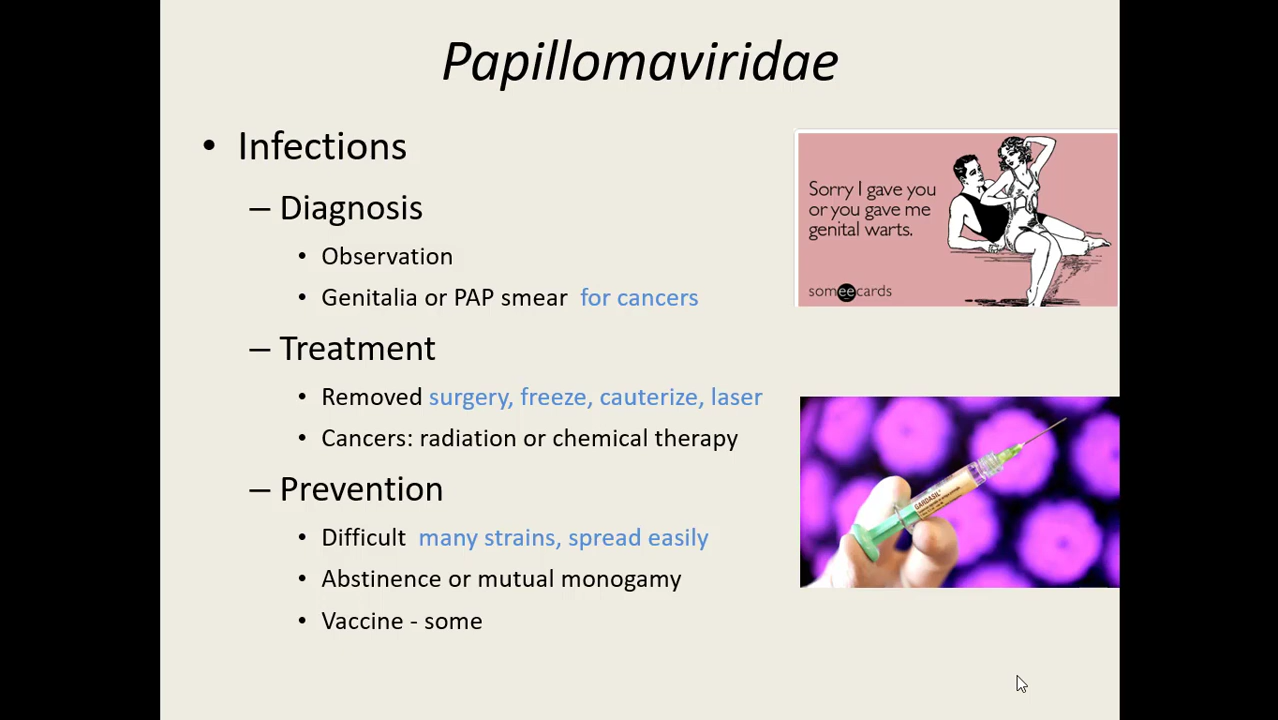 Papillomaviridae
• Infections
– Diagnosis
• Observation
• Genitalia or PAP smear for cancers
– Treatment
• Removed surgery, freeze, cauterize, laser
• Cancers: radiation or chemical therapy
– Prevention
• Difficult many strains, spread easily
• Abstinence or mutual monogamy
• Vaccine - some
Sorry I gave you
or you gave me
genital warts.
someecards
GARDASIL